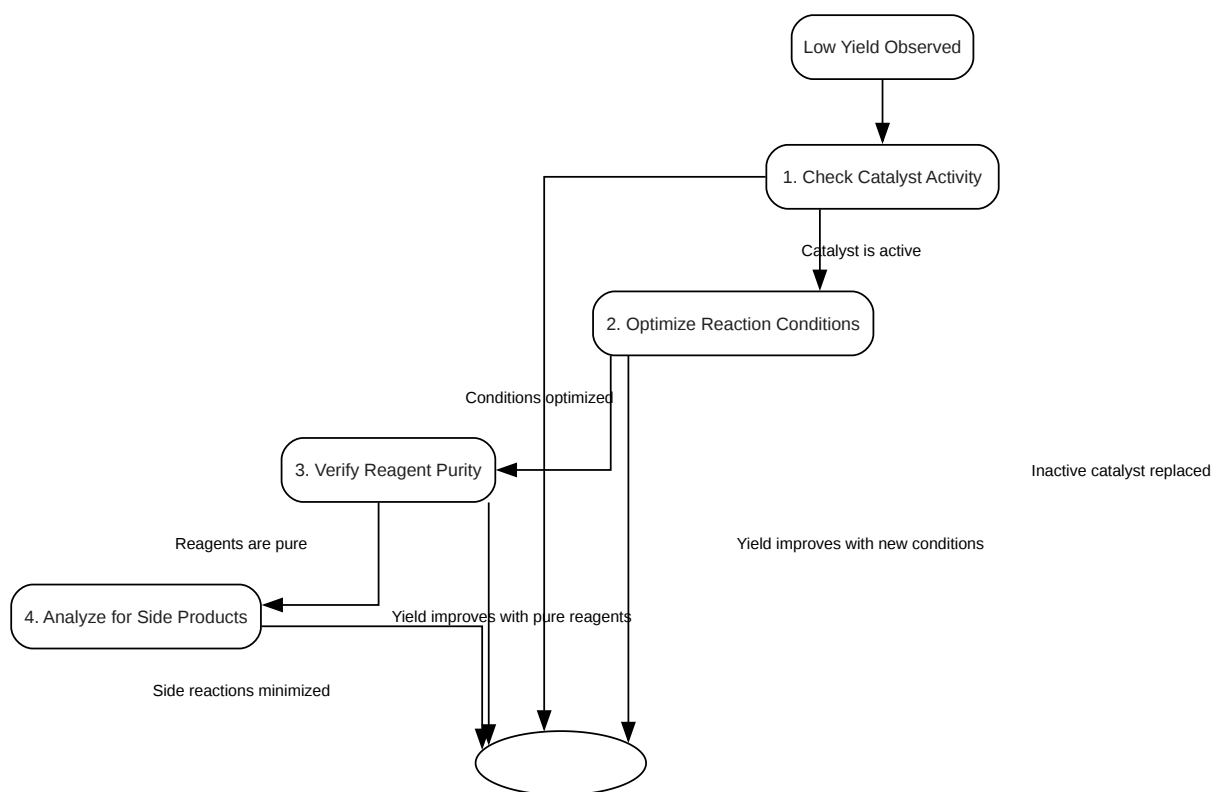 Low Yield Observed
1. Check Catalyst Activity
Catalyst is active
2. Optimize Reaction Conditions
Conditions optimized
3. Verify Reagent Purity
Inactive catalyst replaced
Reagents are pure
Yield improves with new conditions
4. Analyze for Side Products
Yield improves with pure reagents
Side reactions minimized